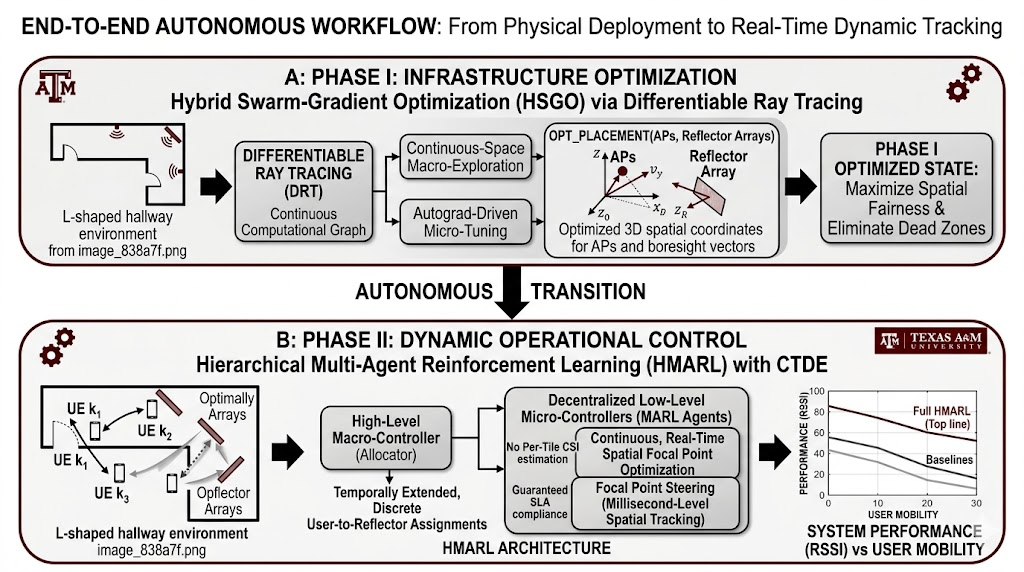 END-TO-END AUTONOMOUS WORKFLOW: From Physical Deployment to Real-Time Dynamic Tracking
A: PHASE I: INFRASTRUCTURE OPTIMIZATION
Hybrid Swarm-Gradient Optimization (HSGO) via Differentiable Ray Tracing
L-shaped hallway
environment
from image_838a7f.png
DIFFERENTIABLE
RAY TRACING
(DRT)
Continuous
Computational Graph
Continuous-Space
Macro-Exploration
Autograd-Driven
Micro-Tuning
OPT_PLACEMENT(APs, Reflector Arrays)
Z
APs
v_y
x_D
z_0
Reflector
Array
z_R
Optimized 3D spatial coordinates
for APs and boresight vectors
PHASE I
OPTIMIZED STATE:
Maximize Spatial
Fairness &
Eliminate Dead Zones
AUTONOMOUS TRANSITION
B: PHASE II: DYNAMIC OPERATIONAL CONTROL
Hierarchical Multi-Agent Reinforcement Learning (HMARL) with CTDE
ATM
TEXAS A&M
UNIVERSITY
UE k₁
UE k₂
UE k₁
UE k₃
Optimally
Arrays
Opflector
Arrays
L-shaped hallway environment
image_838a7f.png
High-Level
Macro-Controller
(Allocator)
Temporally Extended,
Discrete
User-to-Reflector Assignments
Decentralized Low-Level
Micro-Controllers (MARL Agents)
No Per-Tile CSI
estimation
Continuous, Real-Time
Spatial Focal Point
Optimization
Guaranteed
SLA
compliance
Focal Point Steering
(Millisecond-Level
Spatial Tracking)
HMARL ARCHITECTURE
PERFORMANCE (RSSI)
100
80
60
40
20
0
0 10 20 30
Full HMARL
(Top line)
Baselines
USER MOBILITY
SYSTEM PERFORMANCE
(RSSI) vs USER MOBILITY